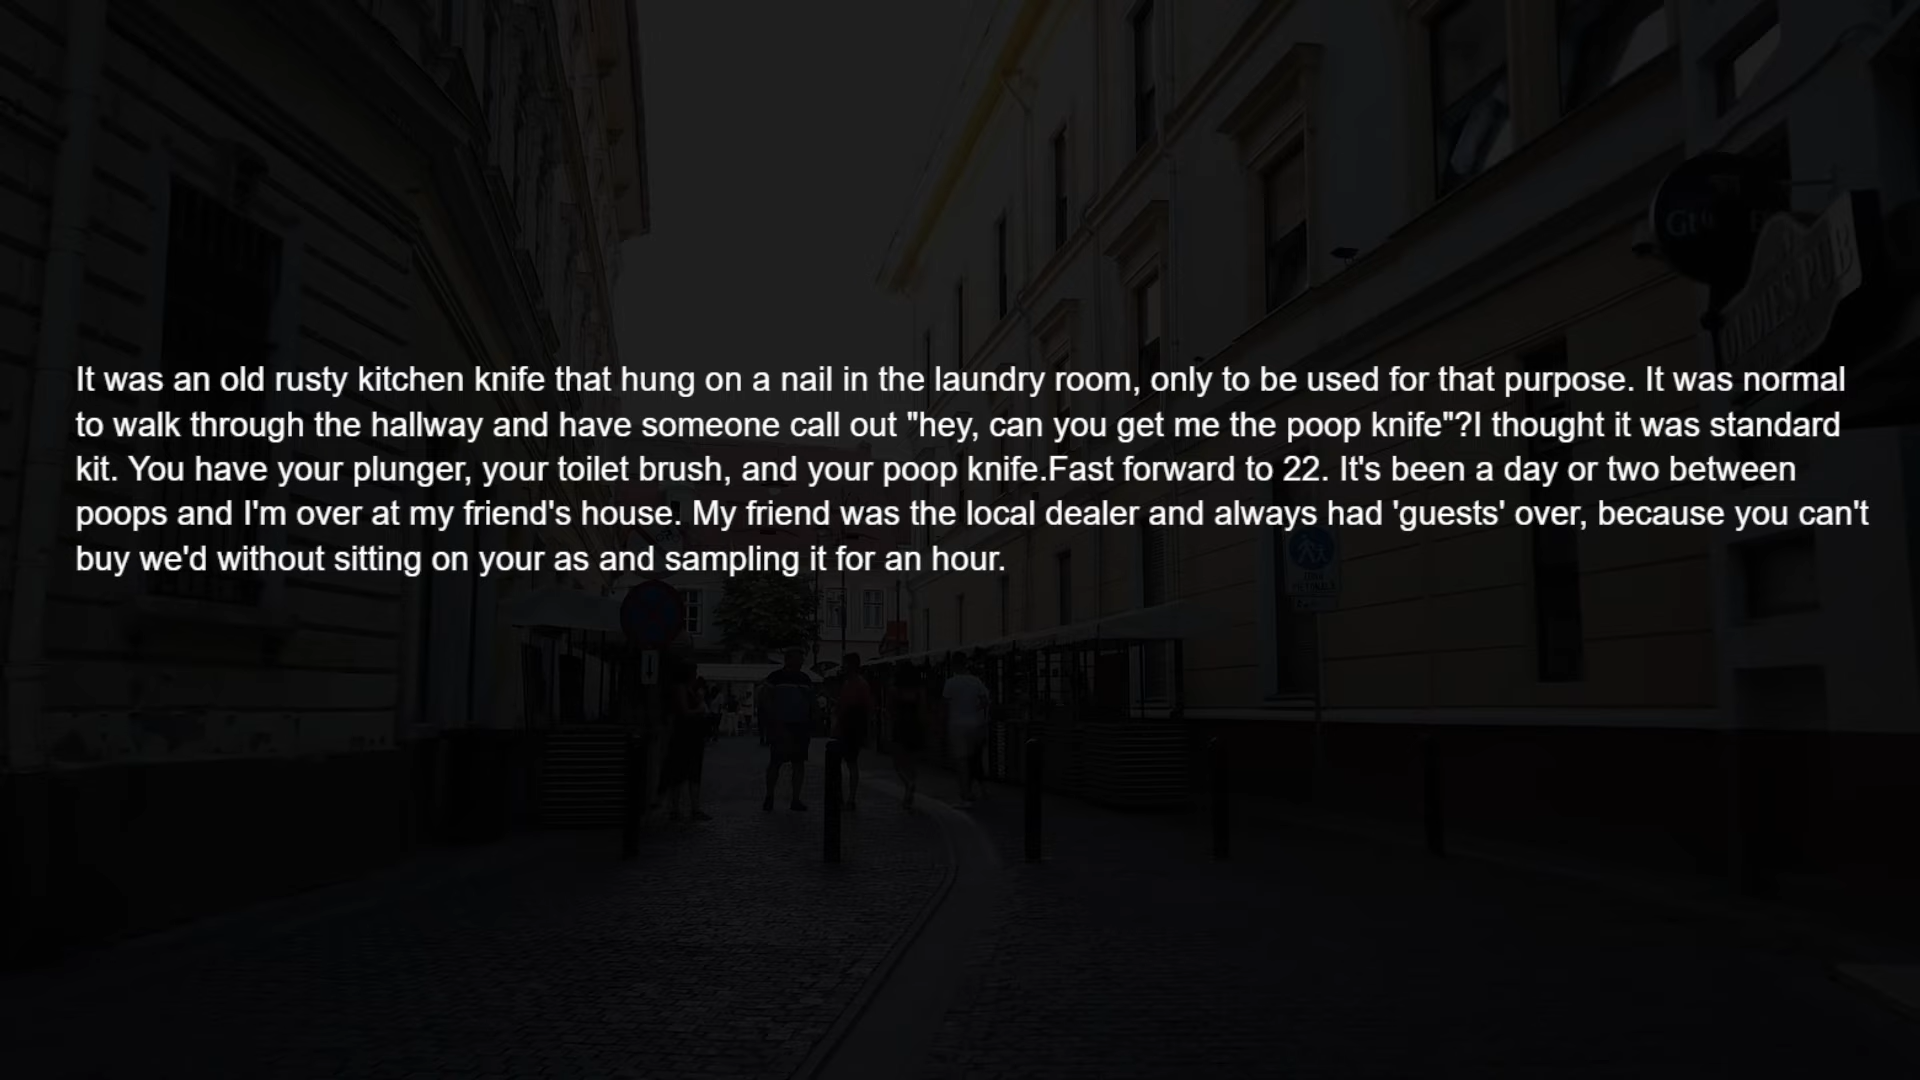 It was an old rusty kitchen knife that hung on a nail in the laundry room, only to be used for that purpose. It was normal
to walk through the hallway and have someone call out "hey, can you get me the poop knife"?I thought it was standard
kit. You have your plunger, your toilet brush, and your poop knife.Fast forward to 22. It's been a day or two between
poops and I'm over at my friend's house. My friend was the local dealer and always had 'guests' over, because you can't
buy we'd without sitting on your as and sampling it for an hour.
OLDIES PUB